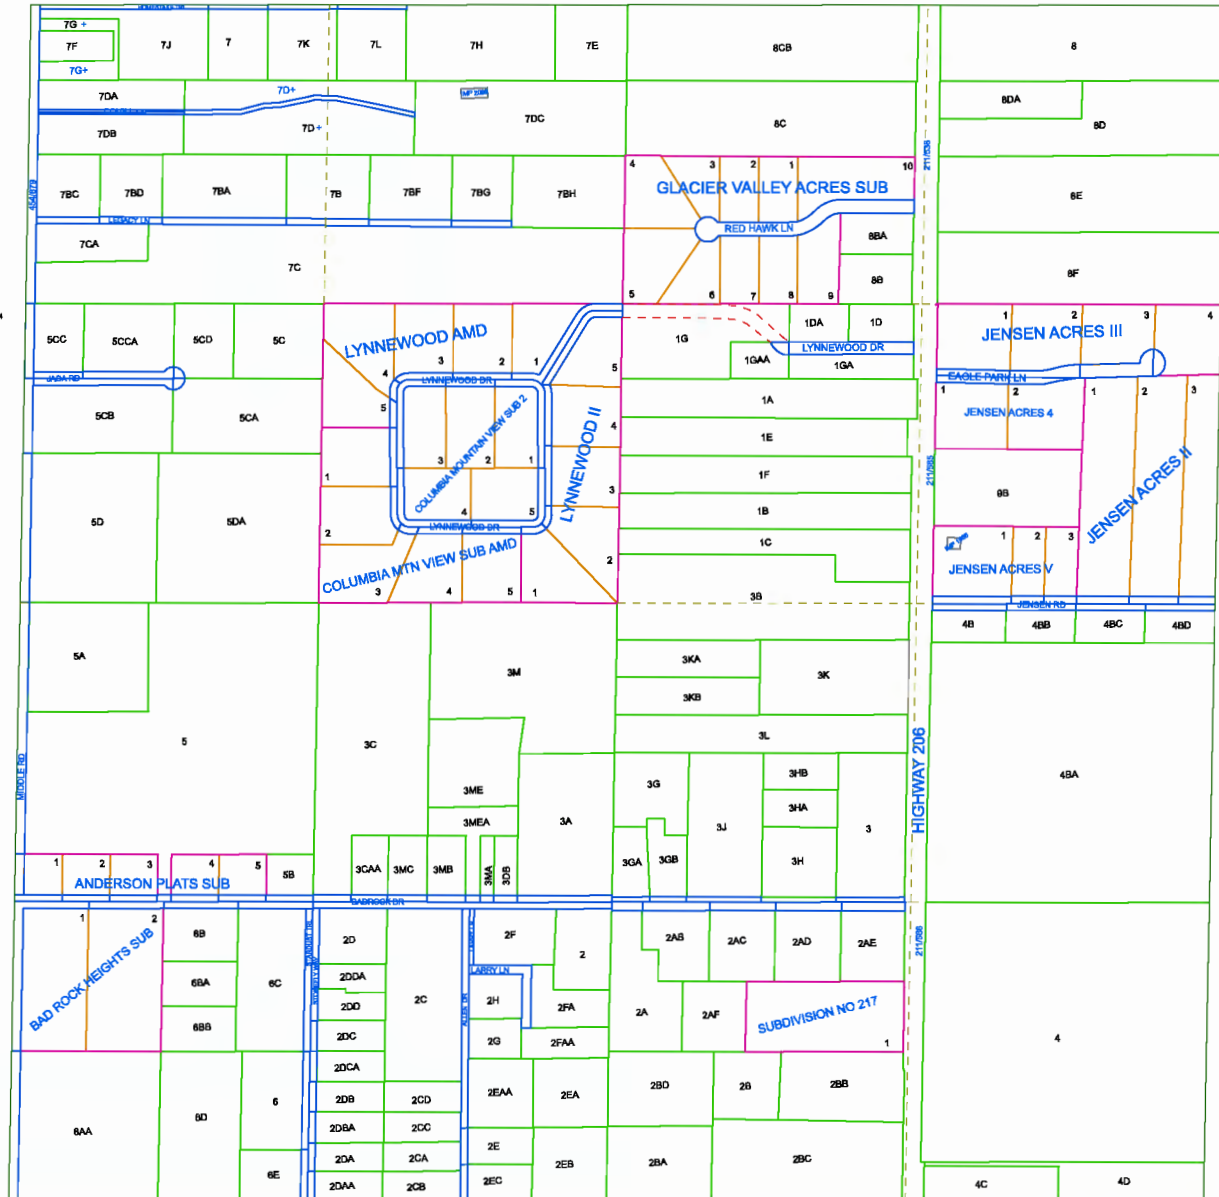 7G +
7F
7G+
7J
7
7K
7L
7H
7E
8CB
8
7DA
7D+
7DB
7D+
7DC
8C
8DA
8D
7BC
7BD
7BA
7B
7BF
7BG
7BH
LEGACY LN
4
3
2
1
10
GLACIER VALLEY ACRES SUB
RED HAWK LN
8BA
8B
5
6
7
8
9
8E
8F
7CA
7C
4
5CC
5CCA
5CD
5C
JADA RD
5CB
5CA
5D
5DA
LYNNEWOOD AMD
3
2
1
4
5
5
LYNNEWOOD DR
COLUMBIA MOUNTAIN VIEW SUB 2
3
2
1
4
5
LYNNEWOOD DR
LYNNEWOOD II
4
3
2
1
1
2
COLUMBIA MTN VIEW SUB AMD
3
4
5
1G
1DA
1D
LYNNEWOOD DR
1GAA
1GA
1A
1E
1F
1B
1C
3B
211/565
1
2
3
4
JENSEN ACRES III
EAGLE PARK LN
1
2
JENSEN ACRES 4
1
2
3
JENSEN ACRES II
9B
1
2
3
JENSEN ACRES V
JENSEN RD
4B
4BB
4BC
4BD
5A
5
MIDDLE RD
3M
3C
3ME
3MEA
3A
3KA
3K
3KB
3L
3G
3J
3HB
3HA
3H
3
3GA
3GB
HIGHWAY 206
4BA
1
2
3
4
5
5B
ANDERSON PLATS SUB
3CAA
3MC
3MB
3MA
3DB
BADROCK DR
1
2
BAD ROCK HEIGHTS SUB
6B
6BA
6BB
6C
2D
2DDA
2DD
2DC
2DCA
2DB
2DBA
2DA
2DAA
2C
2CD
2CC
2CA
2CB
ALLEN DR
2F
2
LARRY LN
2H
2FA
2G
2FAA
2EAA
2EA
2E
2EB
2EC
2AB
2AC
2AD
2AE
2A
2AF
SUBDIVISION NO 217
1
2BD
2B
2BB
2BA
2BC
4
4C
4D
6AA
6D
6
6E